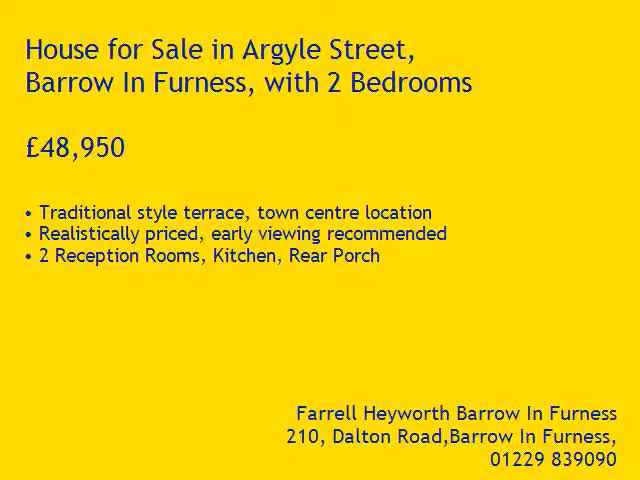 House for Sale in Argyle Street,
Barrow In Furness, with 2 Bedrooms
£48,950
• Traditional style terrace, town centre location
• Realistically priced, early viewing recommended
• 2 Reception Rooms, Kitchen, Rear Porch
Farrell Heyworth Barrow In Furness
210, Dalton Road,Barrow In Furness,
01229 839090